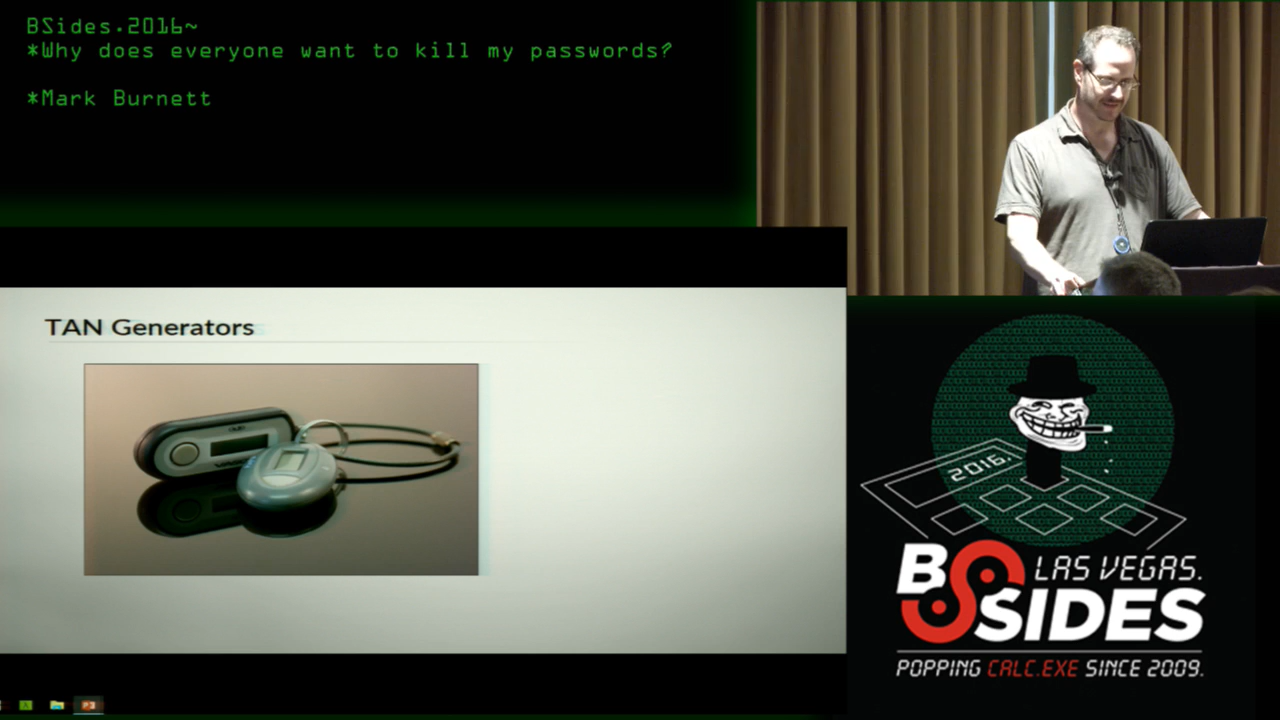 BSides.2016~
*Why does everyone want to kill my passwords?
*Mark Burnett
TAN Generators
2016.
BSIDES
LAS VEGAS.
POPPING CALC.EXE SINCE 2009.